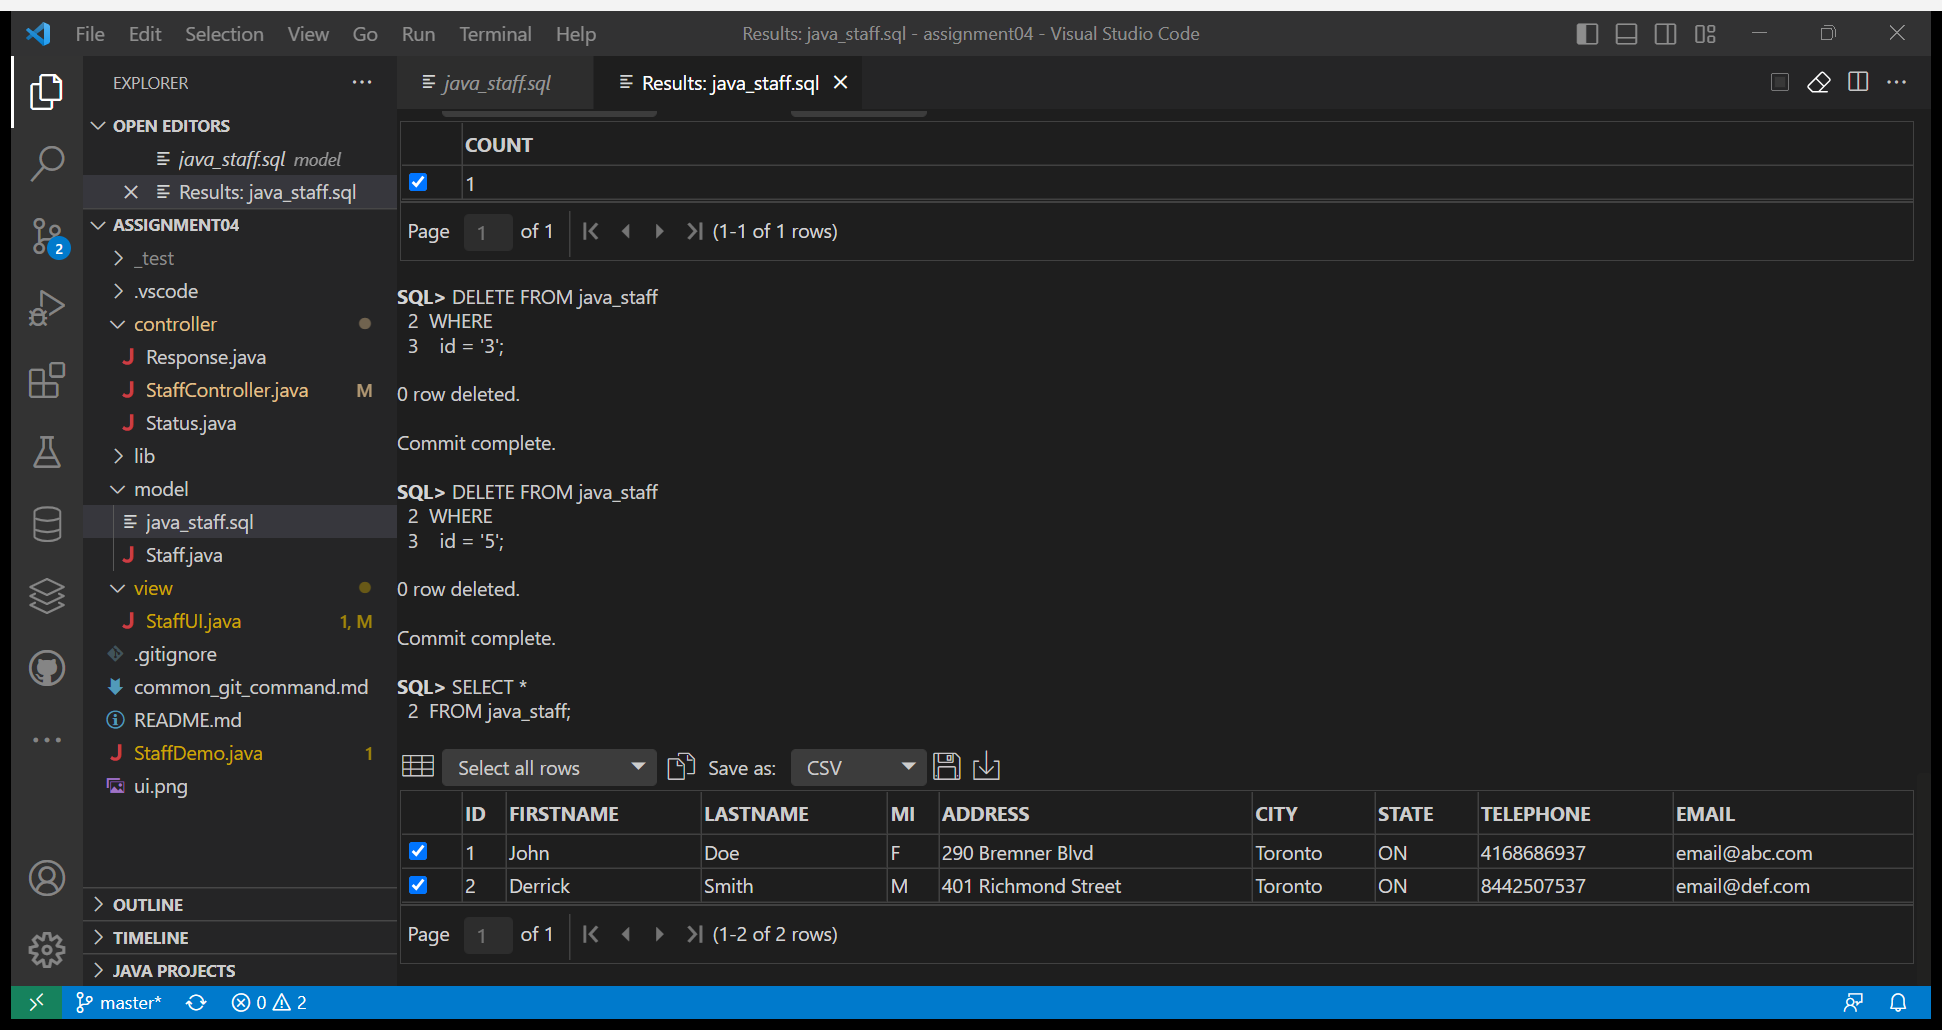 File Edit Selection View Go Run Terminal Help
Results: java_staff.sql - assignment04 - Visual Studio Code
EXPLORER
java_staff.sql
Results: java_staff.sql
OPEN EDITORS
java_staff.sql model
Results: java_staff.sql
ASSIGNMENT04
_test
.vscode
controller
Response.java
StaffController.java M
Status.java
lib
model
java_staff.sql
Staff.java
view
StaffUI.java 1, M
.gitignore
common_git_command.md
README.md
StaffDemo.java 1
ui.png
OUTLINE
TIMELINE
JAVA PROJECTS
2
COUNT
1
Page 1 of 1 (1-1 of 1 rows)
SQL> DELETE FROM java_staff
2 WHERE
3 id = '3';
0 row deleted.
Commit complete.
SQL> DELETE FROM java_staff
2 WHERE
3 id = '5';
0 row deleted.
Commit complete.
SQL> SELECT *
2 FROM java_staff;
Select all rows Save as: CSV
ID FIRSTNAME LASTNAME MI ADDRESS CITY STATE TELEPHONE EMAIL
1 John Doe F 290 Bremner Blvd Toronto ON 4168686937 email@abc.com
2 Derrick Smith M 401 Richmond Street Toronto ON 8442507537 email@def.com
Page 1 of 1 (1-2 of 2 rows)
master* 0 2